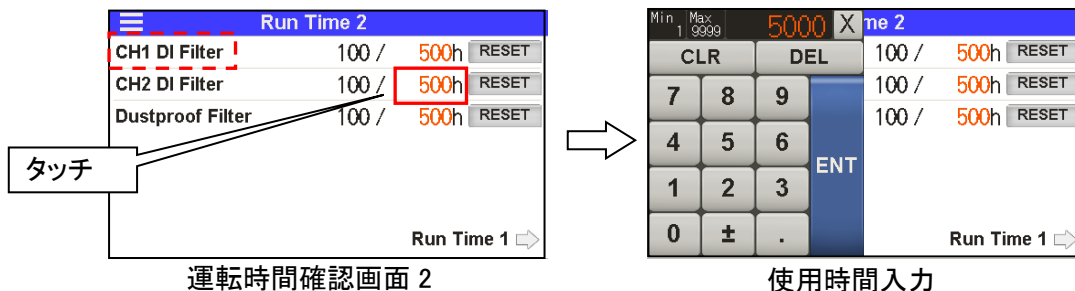 Run Time 2
CH1 DI Filter 100 / 500h RESET
CH2 DI Filter 100 / 500h RESET
Dustproof Filter 100 / 500h RESET
タッチ
Run Time 1
運転時間確認画面 2
Min 1 Max 9999 5000 X me 2
CLR DEL 100 / 500h RESET
100 / 500h RESET
7 8 9 100 / 500h RESET
4 5 6
ENT
1 2 3
0 ± . Run Time 1
使用時間入力